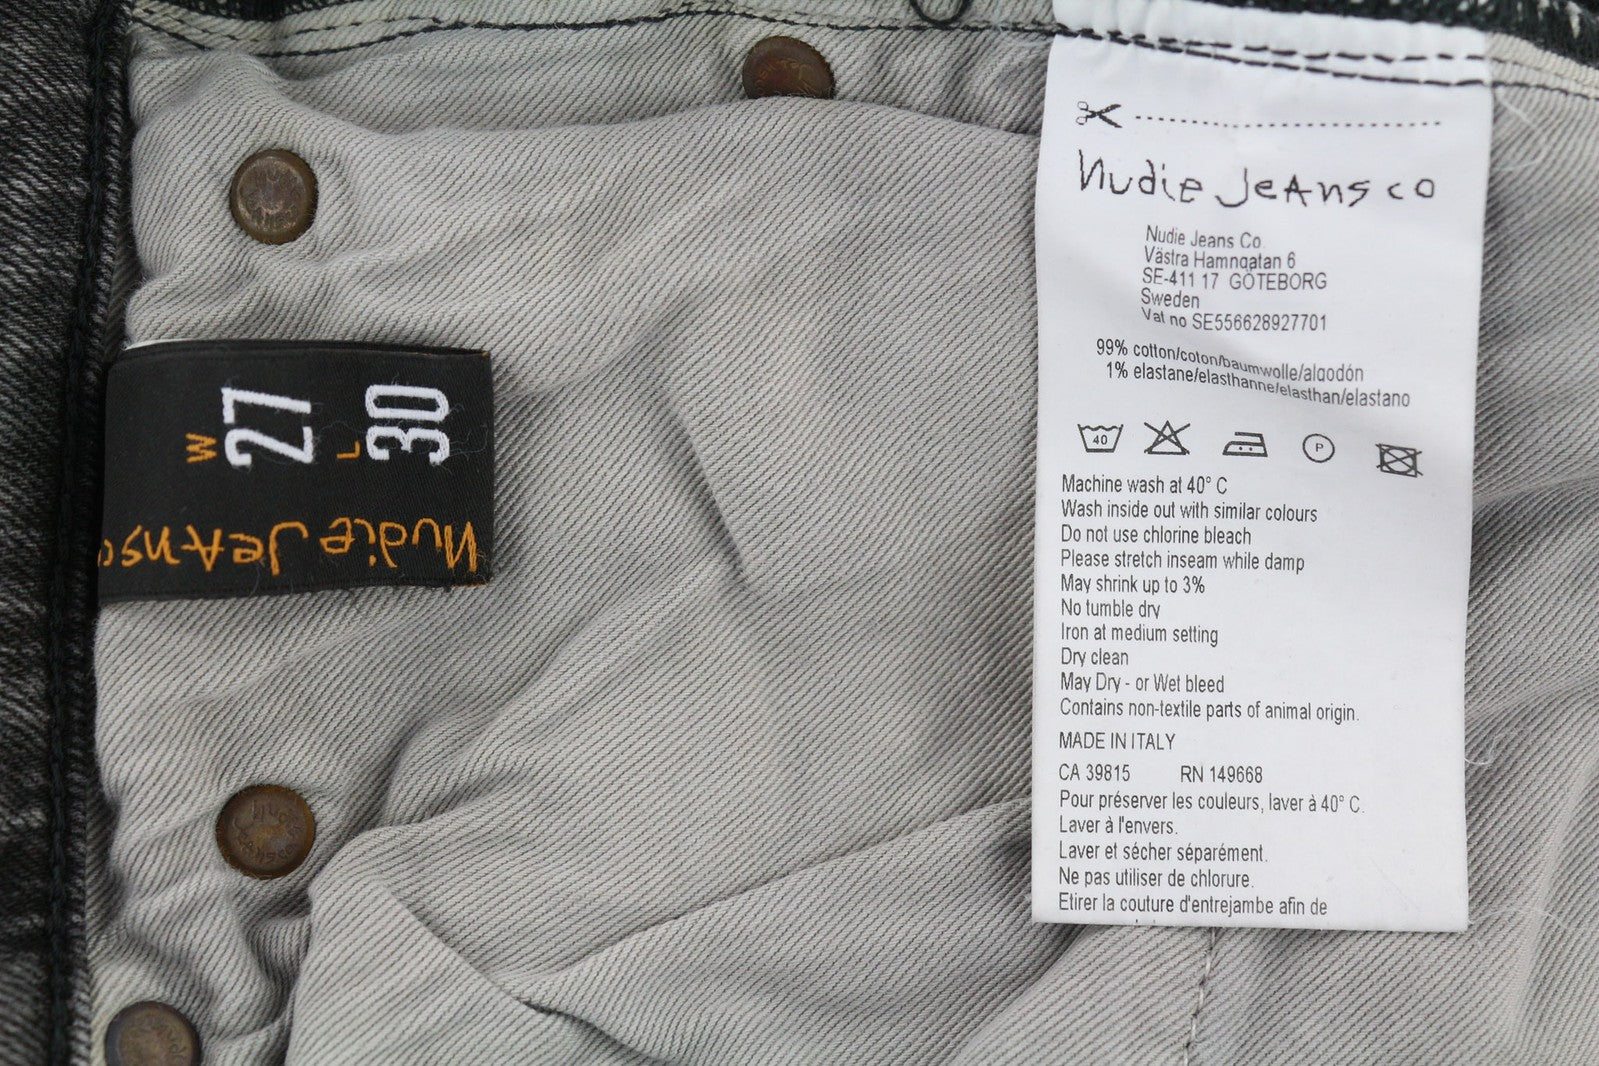 W 27
L 30
nudie Jeans
nudie Jeans co
Nudie Jeans Co.
Västra Hamngatan 6
SE-411 17 GÖTEBORG
Sweden
Vat no SE556628927701
99% cotton/coton/baumwolle/algodón
1% elastane/elasthanne/elasthan/elastano
40
P
Machine wash at 40° C
Wash inside out with similar colours
Do not use chlorine bleach
Please stretch inseam while damp
May shrink up to 3%
No tumble dry
Iron at medium setting
Dry clean
May Dry - or Wet bleed
Contains non-textile parts of animal origin.
MADE IN ITALY
CA 39815 RN 149668
Pour préserver les couleurs, laver à 40° C.
Laver à l'envers.
Laver et sécher séparément.
Ne pas utiliser de chlorure.
Etirer la couture d'entrejambe afin de